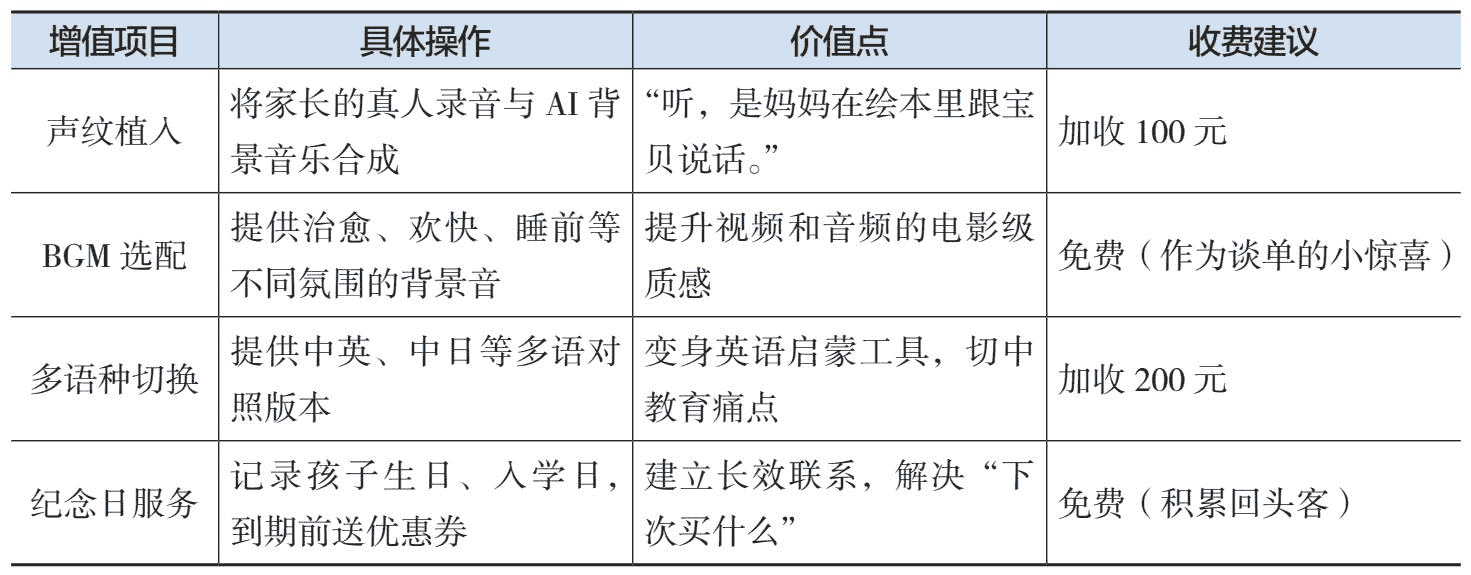 增值项目 具体操作 价值点 收费建议
声纹植入
将家长的真人录音与 AI 背
景音乐合成
“听，是妈妈在绘本里跟宝
贝说话。”
加收 100 元
BGM 选配
提供治愈、欢快、睡前等
不同氛围的背景音
提升视频和音频的电影级
质感
免费（作为谈单的小惊喜）
多语种切换
提供中英、中日等多语对
照版本
变身英语启蒙工具，切中
教育痛点
加收 200 元
纪念日服务
记录孩子生日、入学日，
到期前送优惠券
建立长效联系，解决“下
次买什么”
免费（积累回头客）